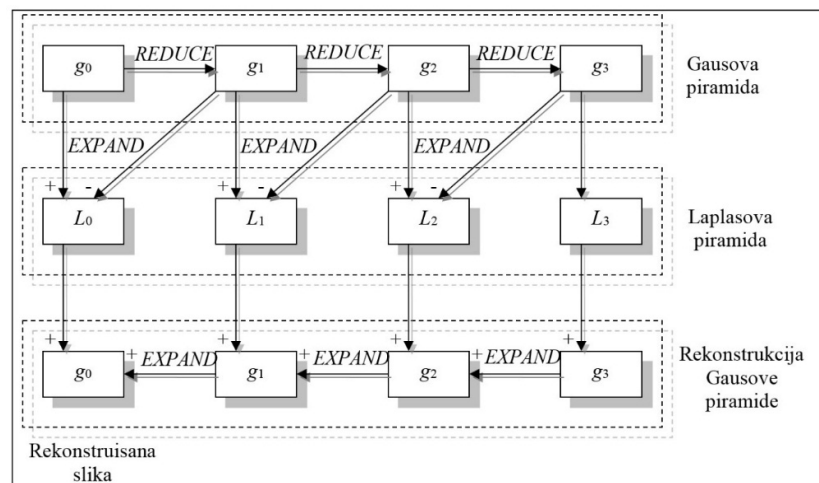 g0 REDUCE g1 REDUCE g2 REDUCE g3
Gausova
piramida
EXPAND EXPAND EXPAND
+ - + - + -
L0 L1 L2 L3
Laplasova
piramida
+ + + +
g0 + EXPAND g1 + EXPAND g2 + EXPAND g3
Rekonstrukcija
Gausove
piramide
Rekonstruisana
slika